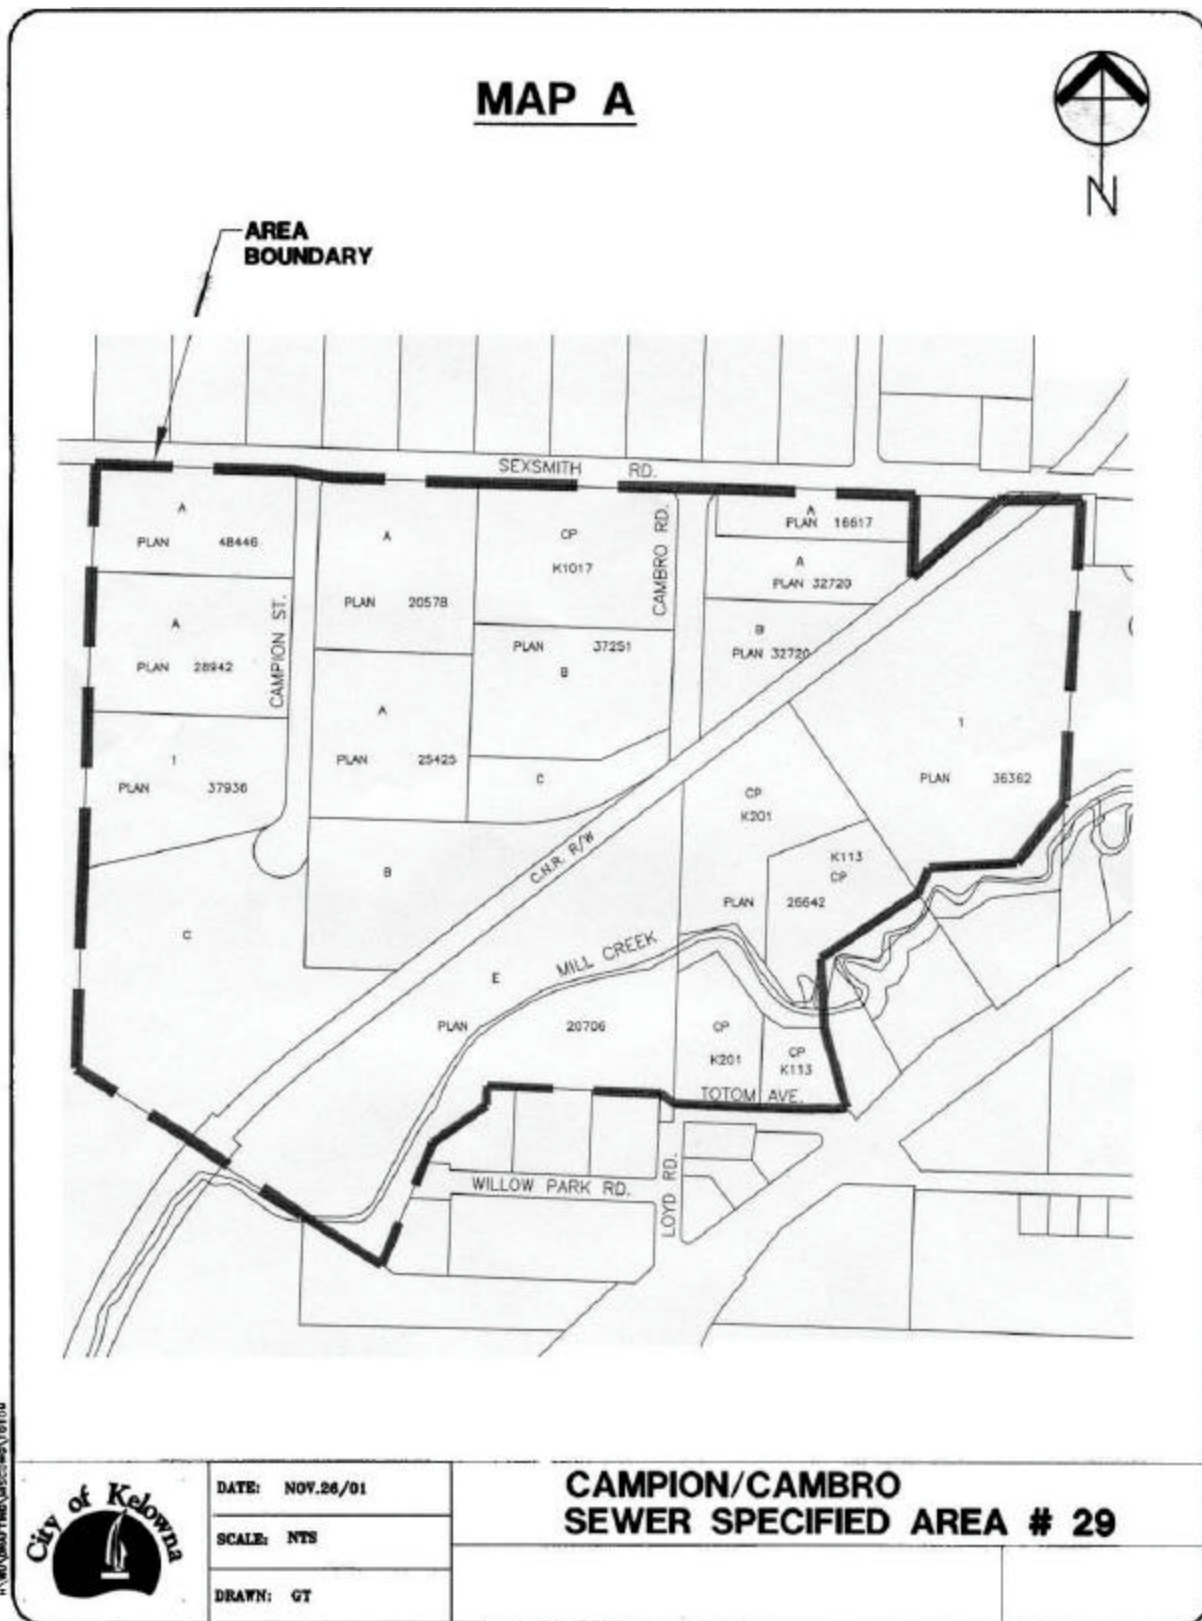 MAP A
N
AREA
BOUNDARY
SEXSMITH RD.
A
PLAN 48446
A
PLAN 28942
1
PLAN 37936
C
CAMPION ST.
A
PLAN 20578
A
PLAN 25425
B
CP
K1017
PLAN 37251
B
C
CAMBRO RD.
A
PLAN 16617
A
PLAN 32720
B
PLAN 32720
1
PLAN 36362
C.N.R. R/W
CP
K201
K113
CP
PLAN 26642
MILL CREEK
E
PLAN 20706
CP
K201
CP
K113
TOTOM AVE.
WILLOW PARK RD.
LOYD RD.
City of Kelowna
DATE: NOV.26/01
SCALE: NTS
DRAWN: GT
CAMPION/CAMBRO
SEWER SPECIFIED AREA # 29